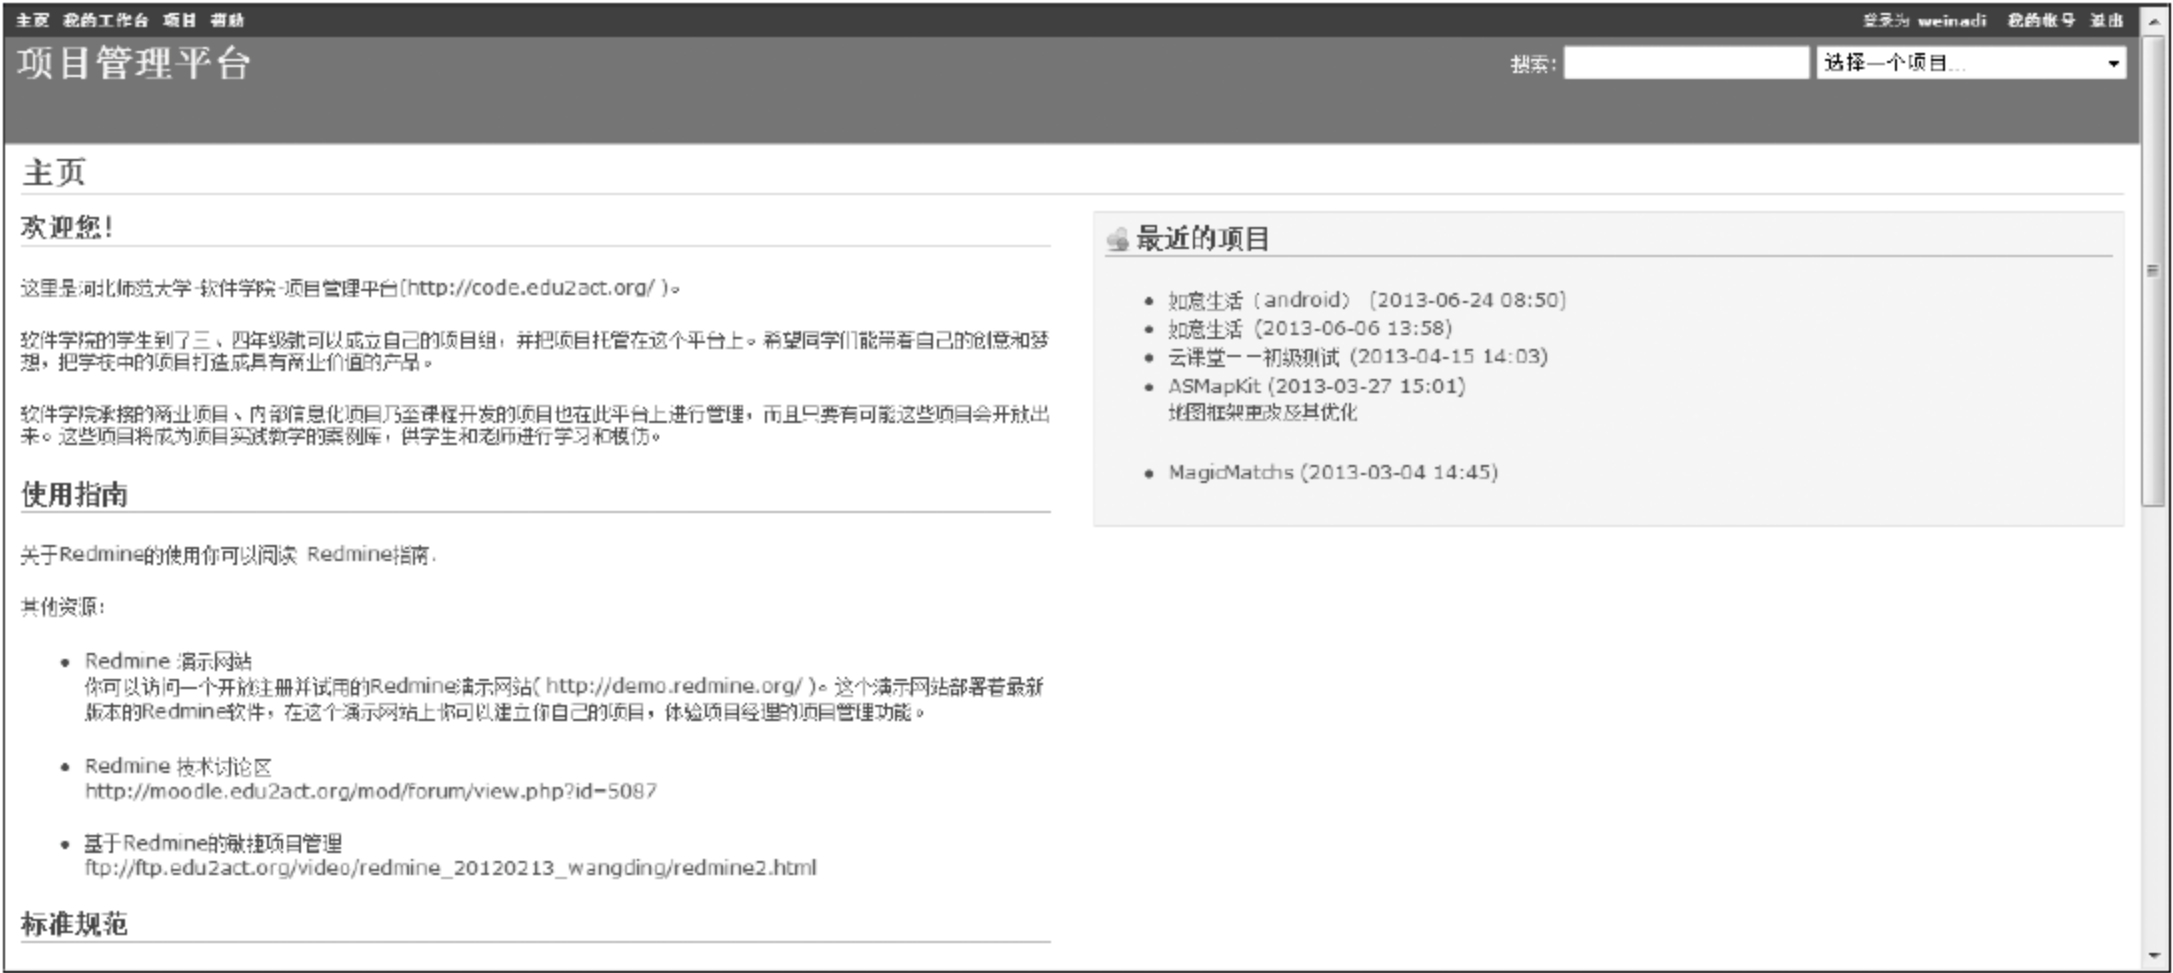 主页 我的工作台 项目 帮助
登录为 weinadi 我的帐号 退出
项目管理平台
搜索:
选择一个项目...
主页
欢迎您!
这里是河北师范大学-软件学院-项目管理平台(http://code.edu2act.org/ )。
软件学院的学生到了三、四年级就可以成立自己的项目组，并把项目托管在这个平台上。希望同学们能带着自己的创意和梦
想，把学校中的项目打造成具有商业价值的产品。
软件学院承接的商业项目、内部信息化项目乃至课程开发的项目也在此平台上进行管理，而且只要有可能这些项目会开放出
来。这些项目将成为项目实践教学的案例库，供学生和老师进行学习和模仿。
使用指南
关于Redmine的使用你可以阅读 Redmine指南.
其他资源:
• Redmine 演示网站
你可以访问一个开放注册并试用的Redmine演示网站( http://demo.redmine.org/ )。这个演示网站部署着最新
版本的Redmine软件，在这个演示网站上你可以建立你自己的项目，体验项目经理的项目管理功能。
• Redmine 技术讨论区
http://moodle.edu2act.org/mod/forum/view.php?id=5087
• 基于Redmine的敏捷项目管理
ftp://ftp.edu2act.org/video/redmine_20120213_wangding/redmine2.html
标准规范
最近的项目
• 如意生活（android） (2013-06-24 08:50)
• 如意生活 (2013-06-06 13:58)
• 云课堂－－初级测试 (2013-04-15 14:03)
• ASMapKit (2013-03-27 15:01)
地图框架重改及其优化
• MagicMatchs (2013-03-04 14:45)